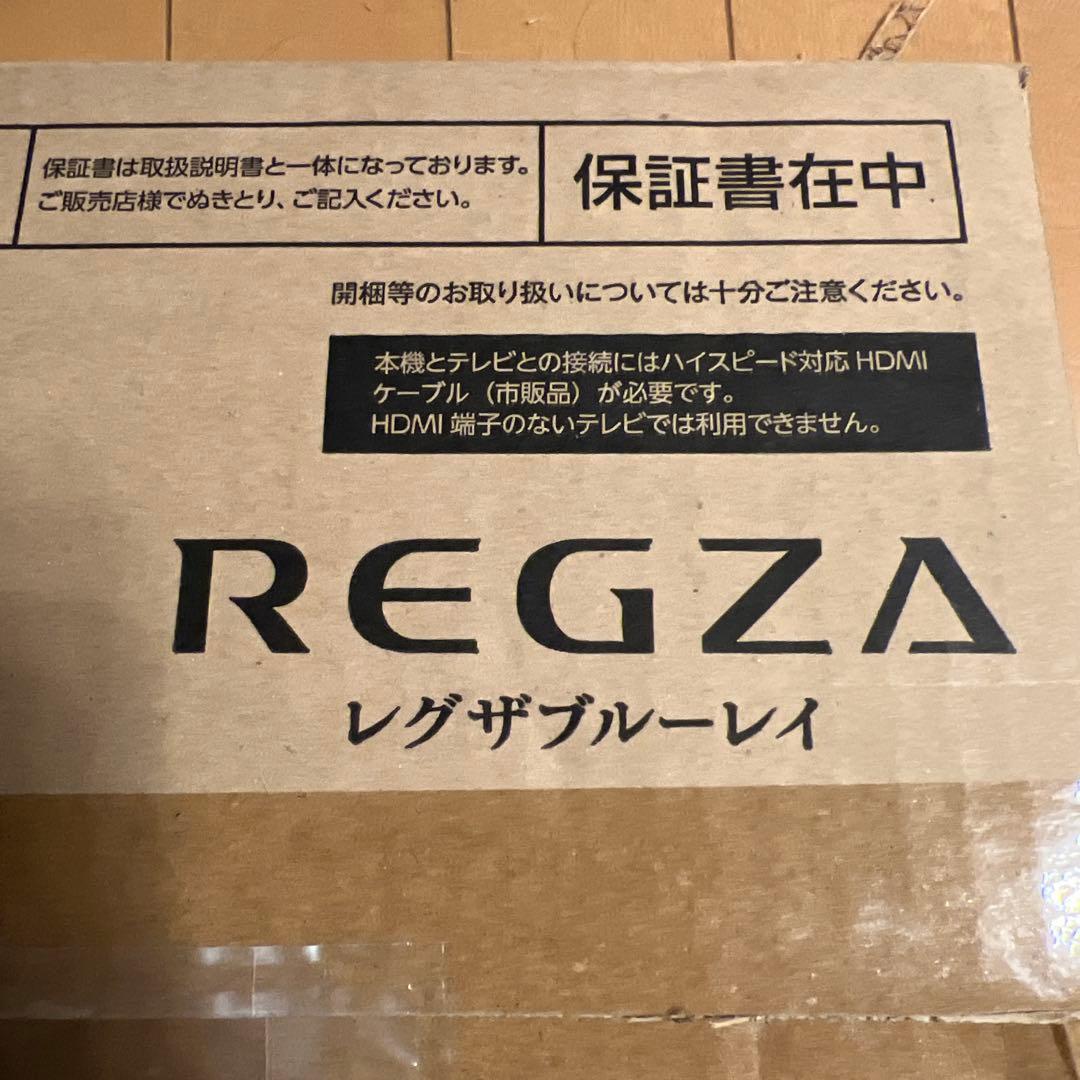 保証書は取扱説明書と一体になっております。
ご販売店様でぬきとり、ご記入ください。
保証書在中
開梱等のお取り扱いについては十分ご注意ください。
本機とテレビとの接続にはハイスピード対応 HDMI
ケーブル（市販品）が必要です。
HDMI 端子のないテレビでは利用できません。
REGZA
レグザブルーレイ